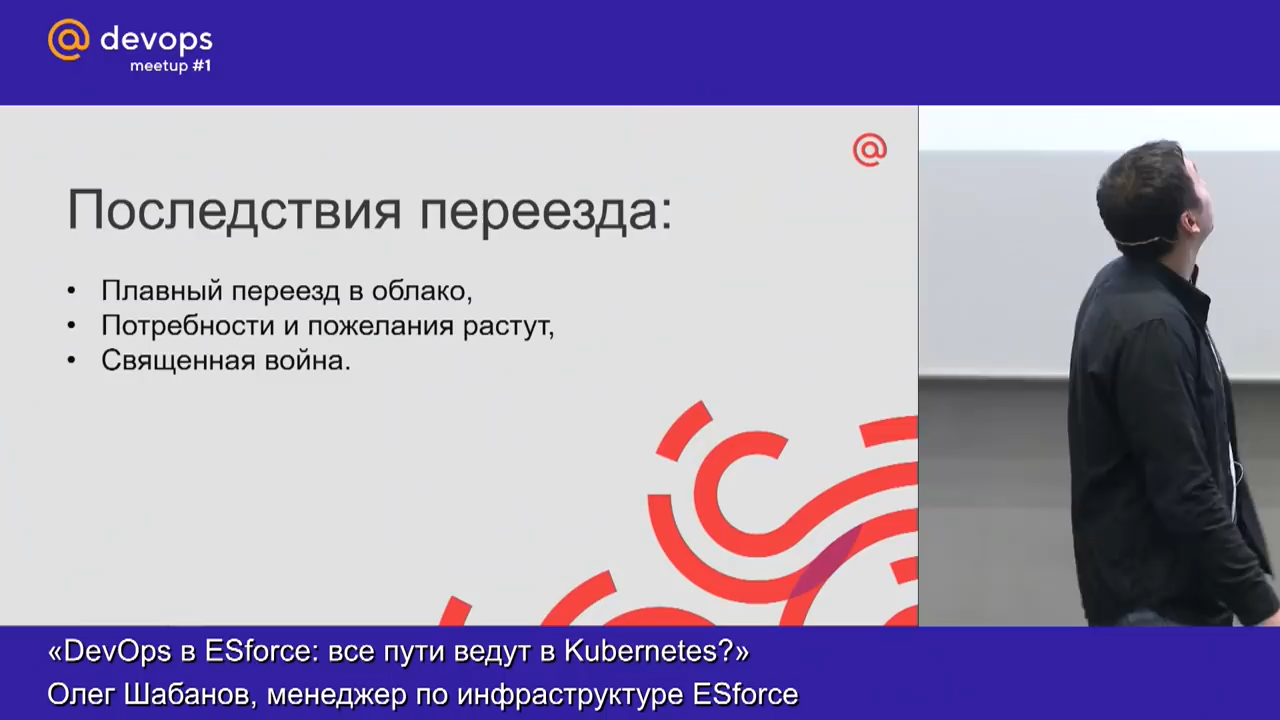 @ devops
meetup #1
@
Последствия переезда:
• Плавный переезд в облако,
• Потребности и пожелания растут,
• Священная война.
«DevOps в ESforce: все пути ведут в Kubernetes?»
Олег Шабанов, менеджер по инфраструктуре ESforce